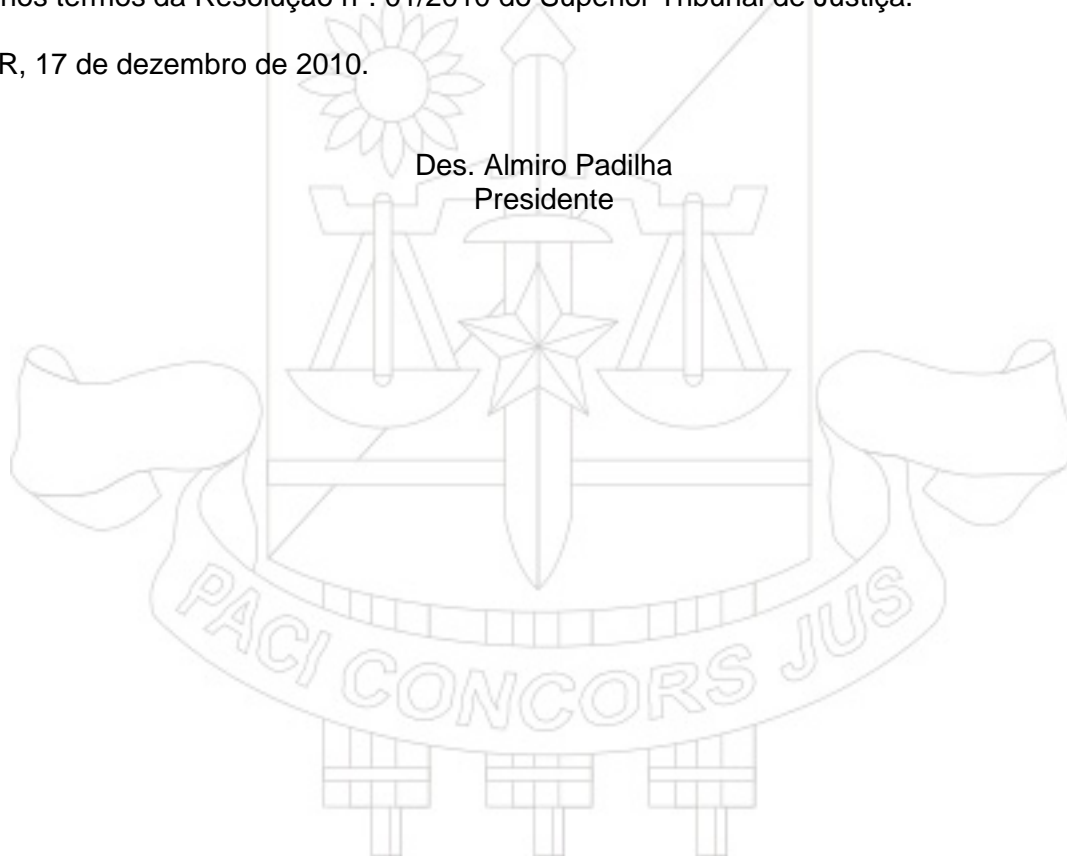 nos termos da Resolução nº. 01/2010 do Superior Tribunal de Justiça.
R, 17 de dezembro de 2010.
Des. Almiro Padilha
Presidente
PACI CONCORS JUS